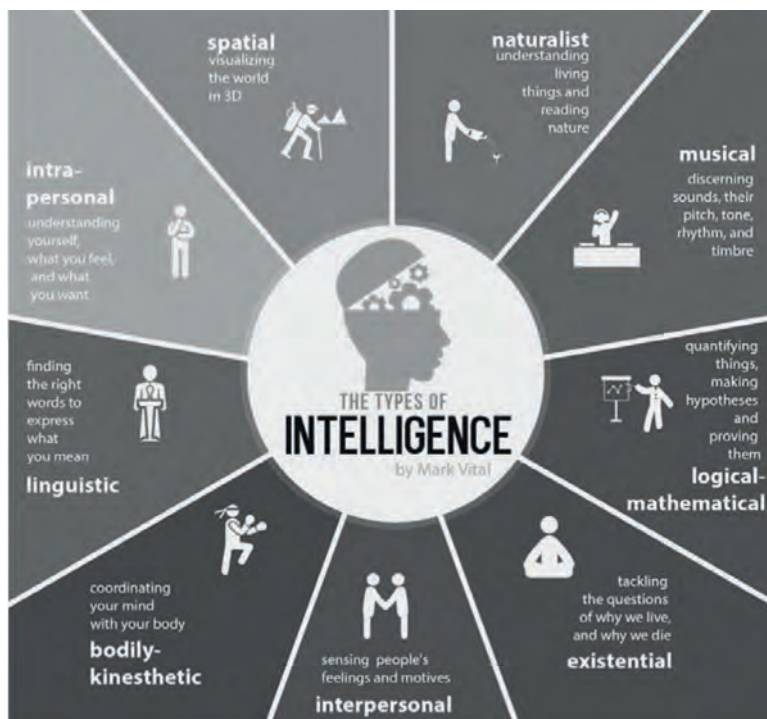 spatial
visualizing
the world
in 3D
naturalist
understanding
living
things and
reading
nature
musical
discerning
sounds, their
pitch, tone,
rhythm, and
timbre
quantifying
things,
making
hypotheses
and
proving
them
logical-
mathematical
tackling
the questions
of why we live,
and why we die
existential
sensing people's
feelings and motives
interpersonal
coordinating
your mind
with your body
bodily-
kinesthetic
finding
the right
words to
express
what
you mean
linguistic
intra-
personal
understanding
yourself,
what you feel,
and what
you want
THE TYPES OF
INTELLIGENCE
by Mark Vital